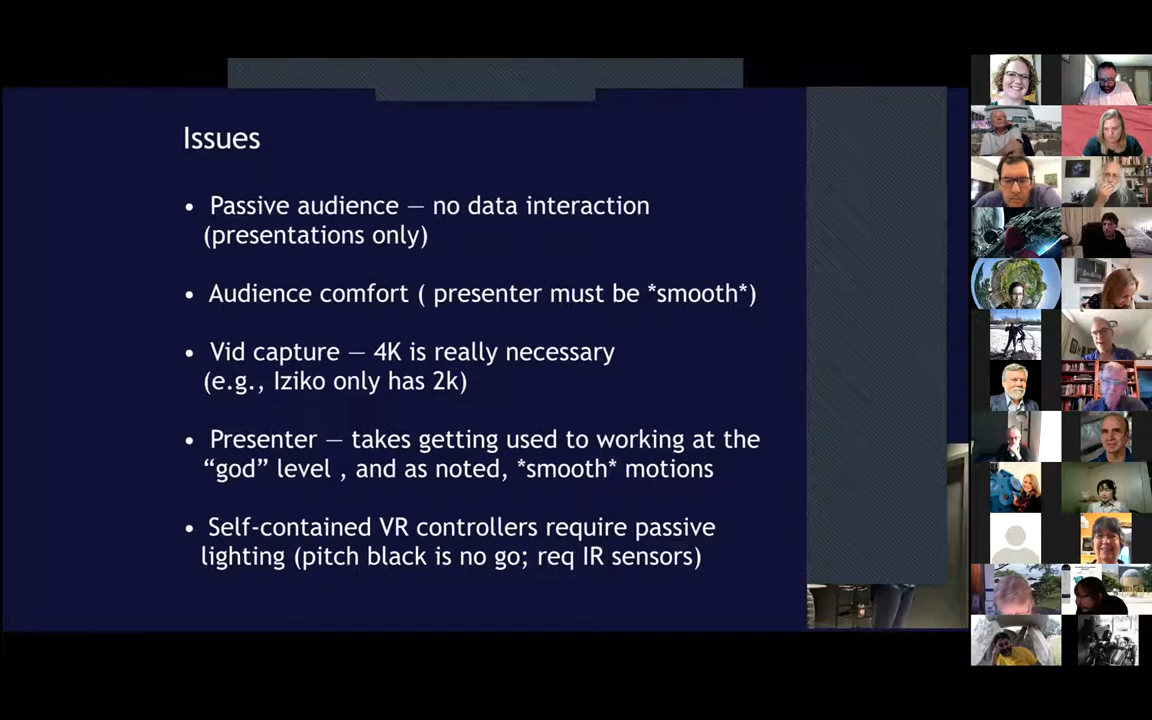 Issues
• Passive audience — no data interaction
(presentations only)
• Audience comfort ( presenter must be *smooth*)
• Vid capture — 4K is really necessary
(e.g., Iziko only has 2k)
• Presenter — takes getting used to working at the
“god” level , and as noted, *smooth* motions
• Self-contained VR controllers require passive
lighting (pitch black is no go; req IR sensors)